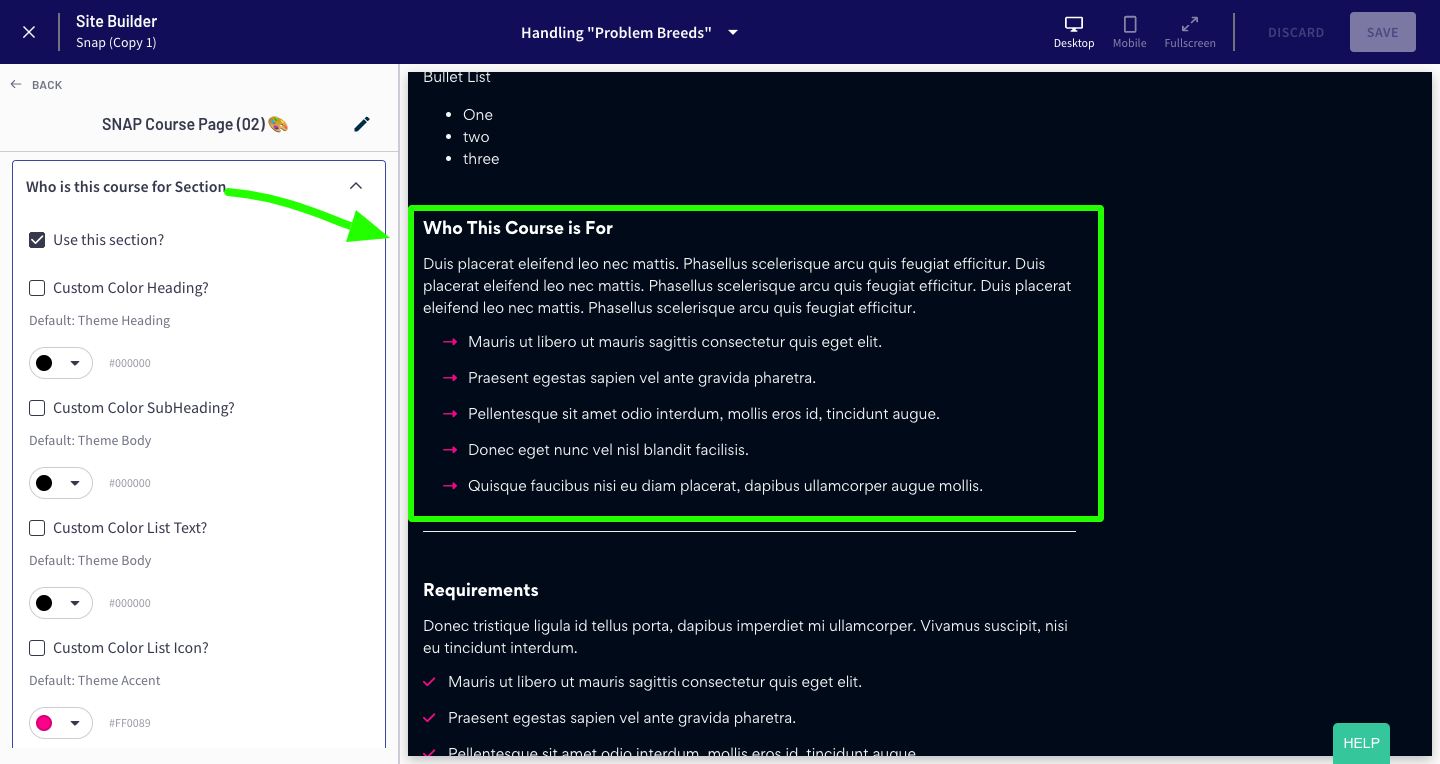 Site Builder
Snap (Copy 1)
Handling "Problem Breeds"
Desktop
Mobile
Fullscreen
DISCARD
SAVE
BACK
SNAP Course Page (02)
Who is this course for Section
Use this section?
Custom Color Heading?
Default: Theme Heading
#000000
Custom Color SubHeading?
Default: Theme Body
#000000
Custom Color List Text?
Default: Theme Body
#000000
Custom Color List Icon?
Default: Theme Accent
#FF0089
Bullet List
One
two
three
Who This Course is For
Duis placerat eleifend leo nec mattis. Phasellus scelerisque arcu quis feugiat efficitur. Duis
placerat eleifend leo nec mattis. Phasellus scelerisque arcu quis feugiat efficitur. Duis placerat
eleifend leo nec mattis. Phasellus scelerisque arcu quis feugiat efficitur.
Mauris ut libero ut mauris sagittis consectetur quis eget elit.
Praesent egestas sapien vel ante gravida pharetra.
Pellentesque sit amet odio interdum, mollis eros id, tincidunt augue.
Donec eget nunc vel nisl blandit facilisis.
Quisque faucibus nisi eu diam placerat, dapibus ullamcorper augue mollis.
Requirements
Donec tristique ligula id tellus porta, dapibus imperdiet mi ullamcorper. Vivamus suscipit, nisi
eu tincidunt interdum.
Mauris ut libero ut mauris sagittis consectetur quis eget elit.
Praesent egestas sapien vel ante gravida pharetra.
Pellentesque sit amet odio interdum, mollis eros id, tincidunt augue.
HELP